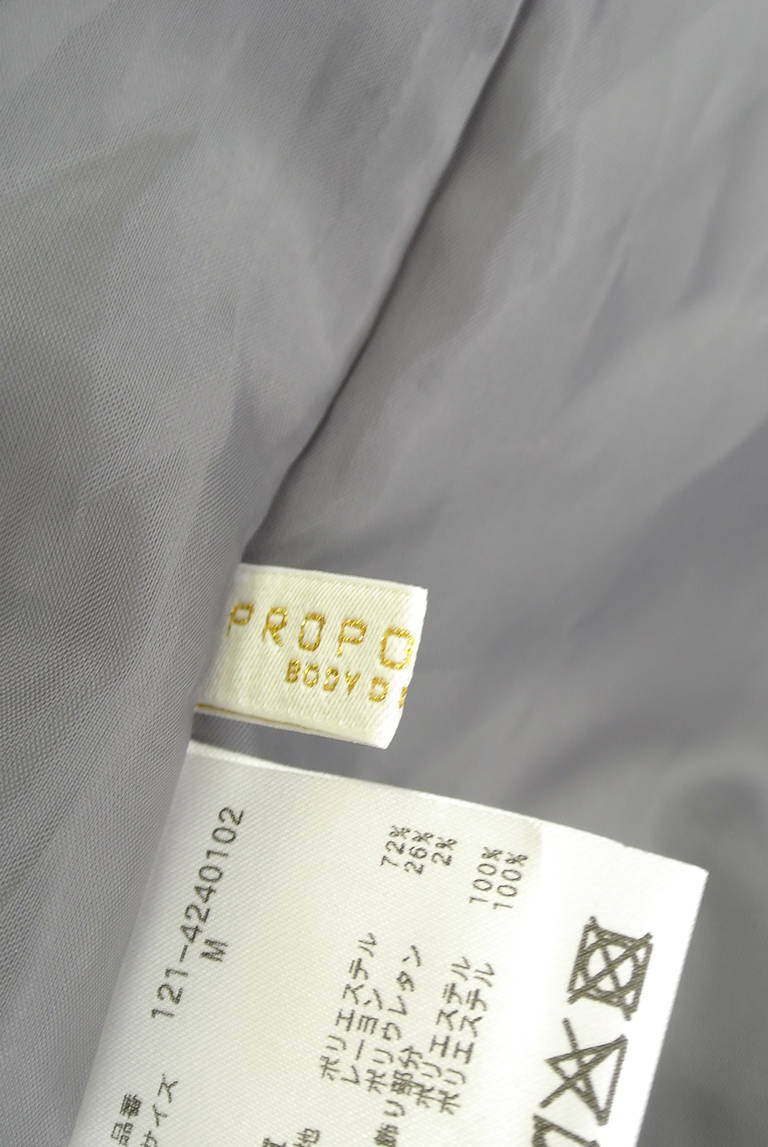 PROPO
BODY D
品番 121-4240102
サイズ M
地
ポリエステル 72%
レーヨン 26%
ポリウレタン 2%
飾り部分
ポリエステル 100%
ポリエステル 100%